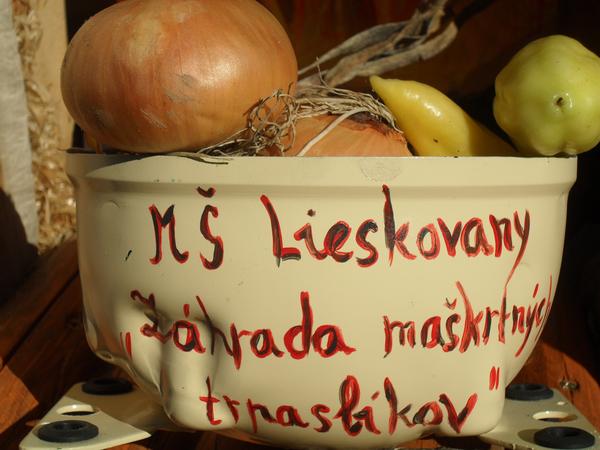 MŠ Lieskovany
„Záhrada maškrtných
trpaslíkov"